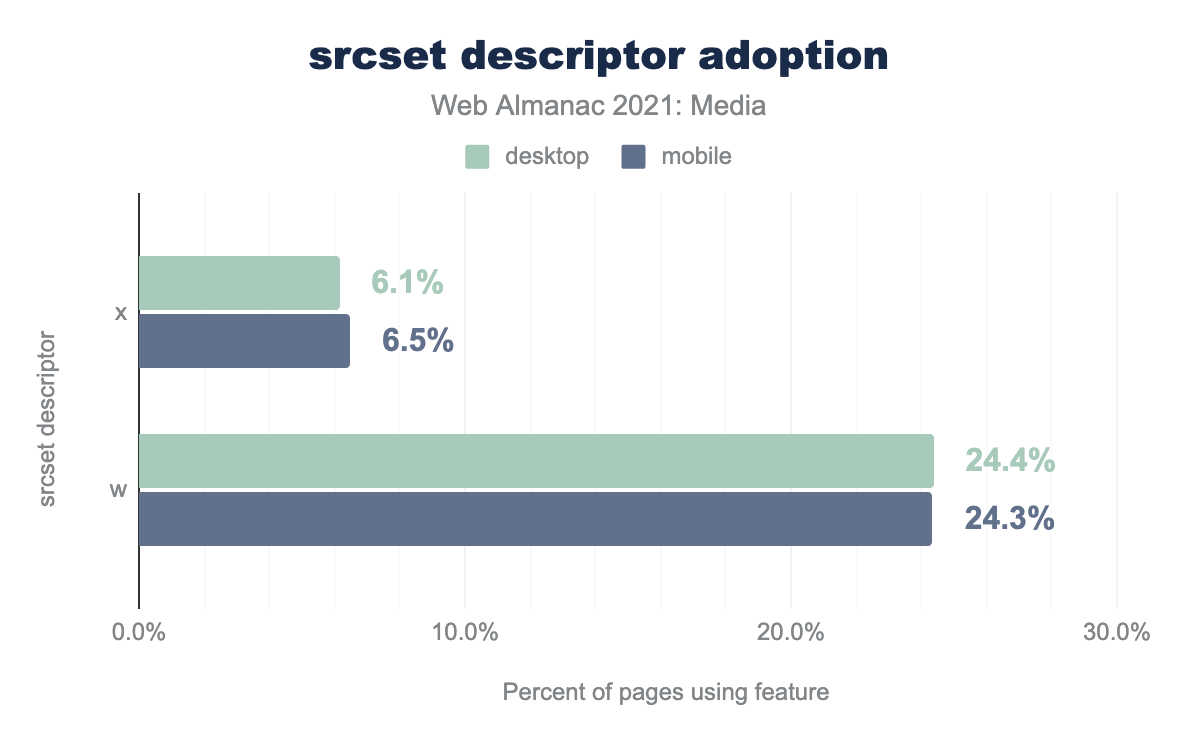 srcset descriptor adoption
Web Almanac 2021: Media
desktop mobile
6.1%
x
6.5%
srcset descriptor
24.4%
w
24.3%
0.0% 10.0% 20.0% 30.0%
Percent of pages using feature